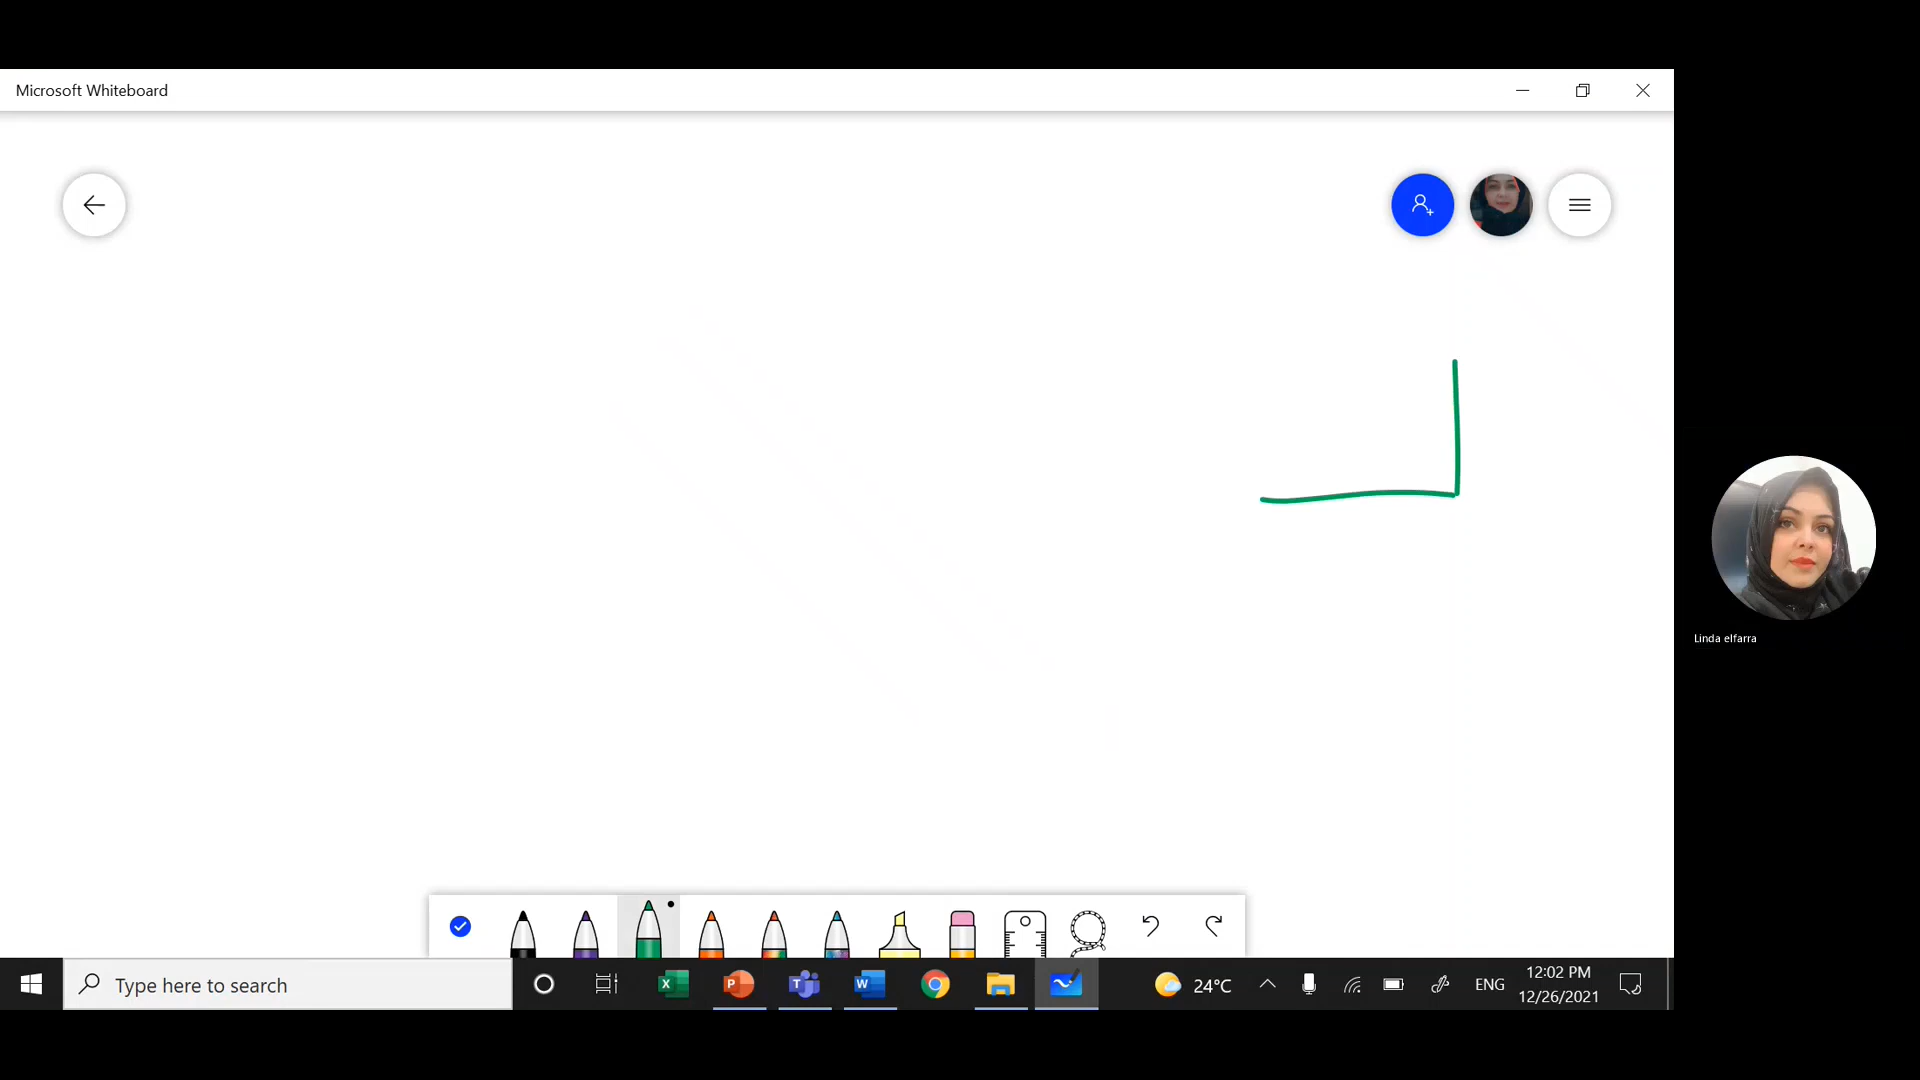 Microsoft Whiteboard
Linda elfarra
Type here to search
24°C
ENG
12:02 PM
12/26/2021